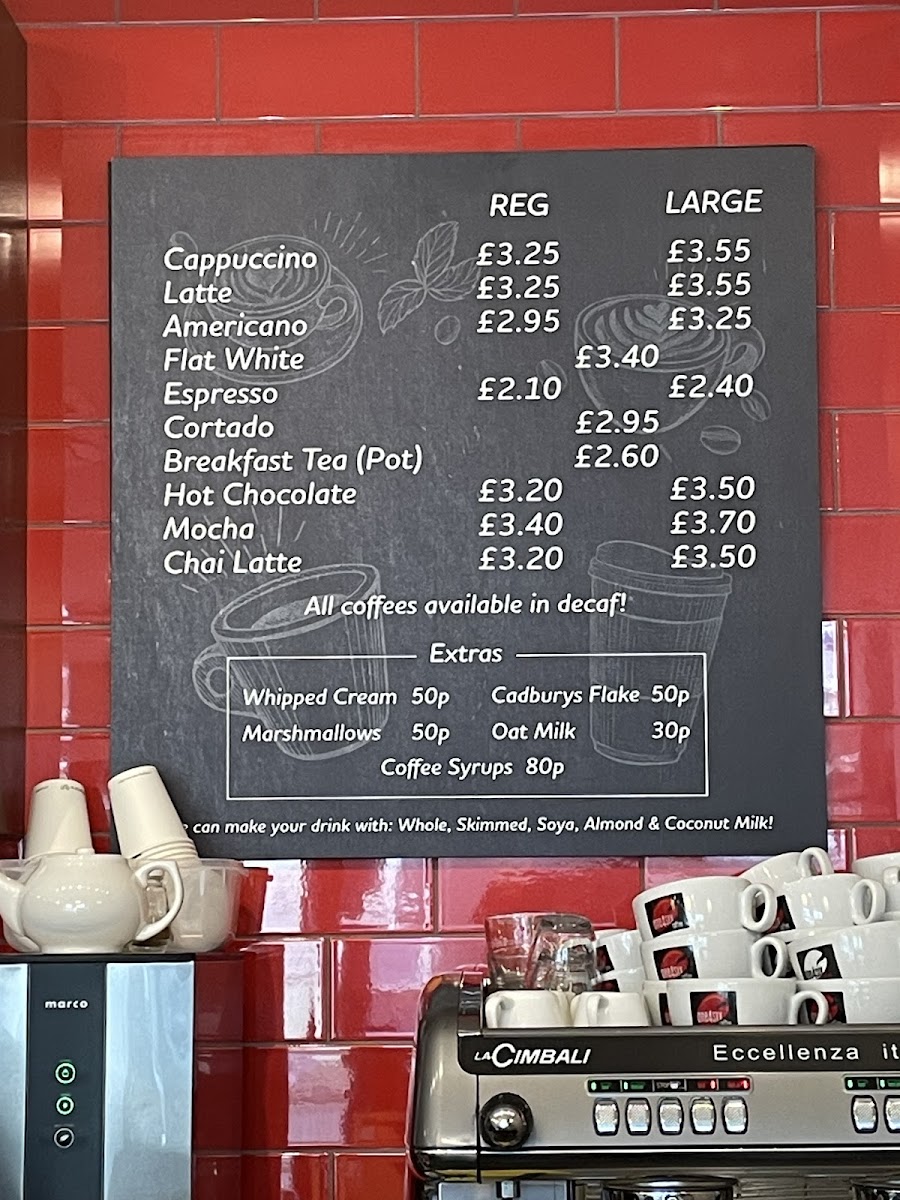 REG LARGE
Cappuccino £3.25 £3.55
Latte £3.25 £3.55
Americano £2.95 £3.25
Flat White £3.40
Espresso £2.10 £2.40
Cortado £2.95
Breakfast Tea (Pot) £2.60
Hot Chocolate £3.20 £3.50
Mocha £3.40 £3.70
Chai Latte £3.20 £3.50
All coffees available in decaf!
Extras
Whipped Cream 50p Cadburys Flake 50p
Marshmallows 50p Oat Milk 30p
Coffee Syrups 80p
can make your drink with: Whole, Skimmed, Soya, Almond & Coconut Milk!
marco
LACIMBALI Eccellenza it